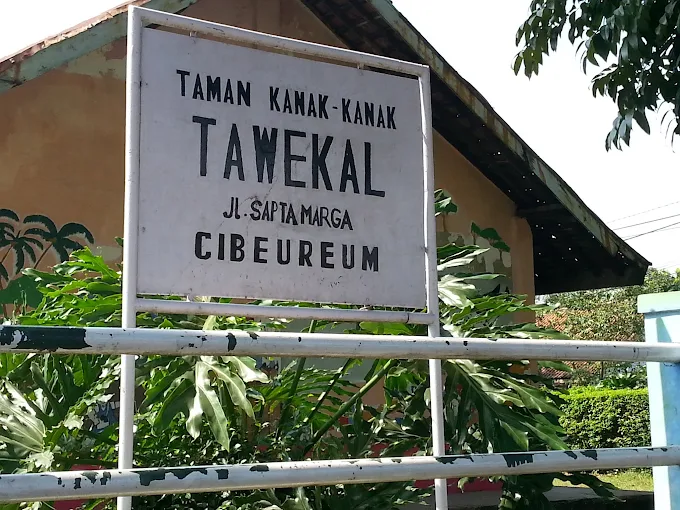 TAMAN KANAK-KANAK
TAWEKAL
JL. SAPTA MARGA
CIBEUREUM